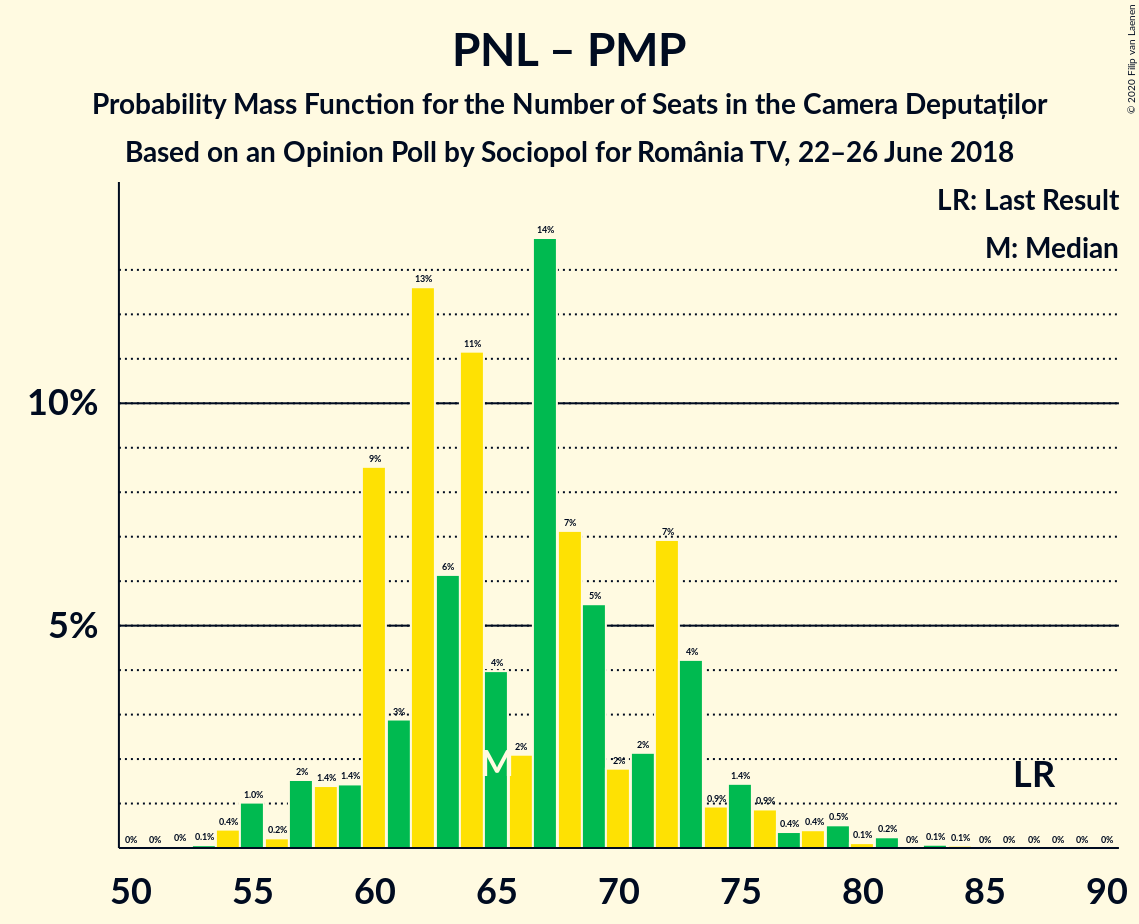 PNL – PMP
Probability Mass Function for the Number of Seats in the Camera Deputaților
Based on an Opinion Poll by Sociopol for România TV, 22–26 June 2018
© 2020 Filip van Laenen
LR: Last Result
M: Median
10%
5%
0% 0% 0% 0.1% 0.4% 1.0% 0.2% 2% 1.4% 1.4% 9% 3% 13% 6% 11% 4% 2% 14% 7% 5% 2% 2% 7% 4% 0.9% 1.4% 0.9% 0.4% 0.4% 0.5% 0.1% 0.2% 0% 0.1% 0.1% 0% 0% 0% 0% 0% 0%
M
LR
50 55 60 65 70 75 80 85 90